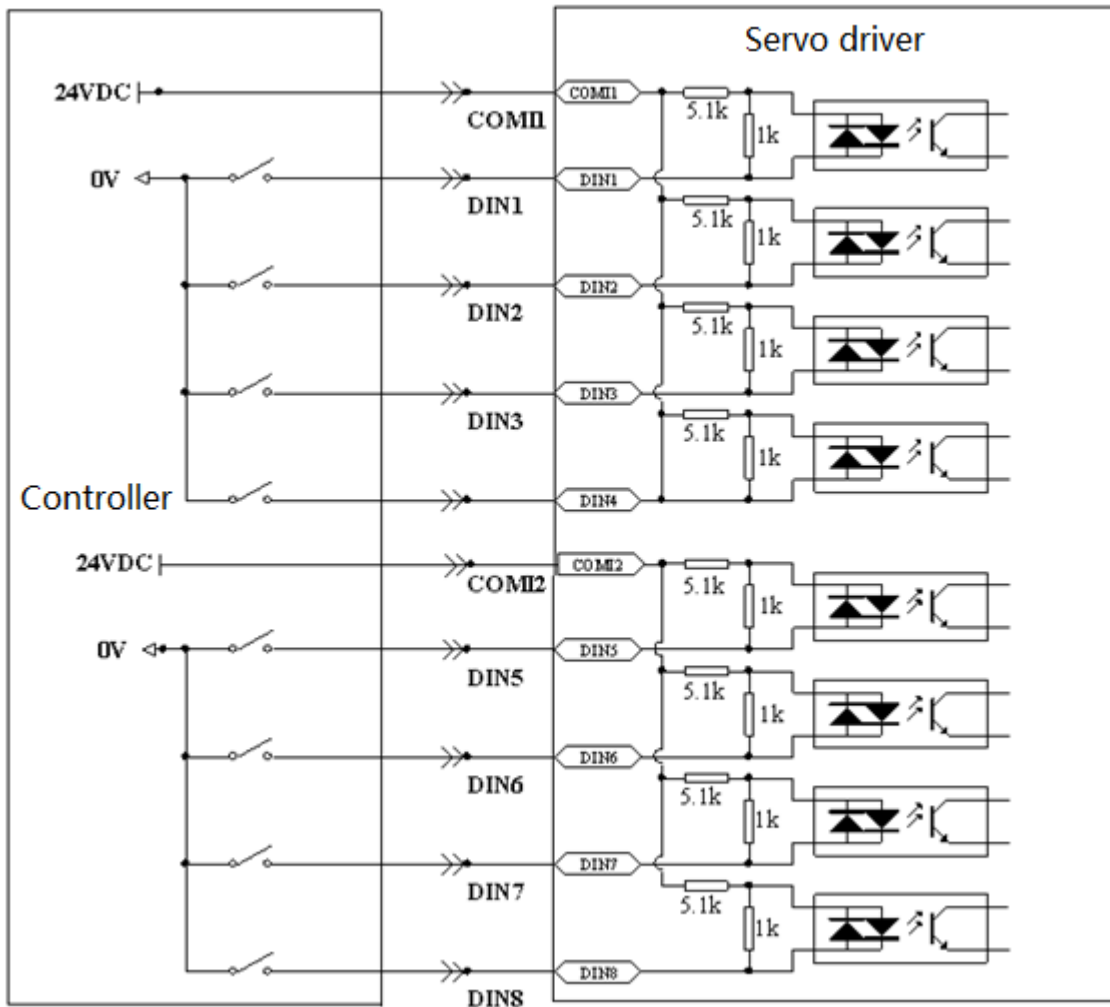 Servo driver
24VDC
COMI1
COMI1
5.1k
1k
0V
DIN1
DIN1
5.1k
1k
DIN2
DIN2
5.1k
1k
DIN3
DIN3
5.1k
1k
Controller
DIN4
24VDC
COMI2
COMI2
5.1k
1k
0V
DIN5
DIN5
5.1k
1k
DIN6
DIN6
5.1k
1k
DIN7
DIN7
5.1k
1k
DIN8
DIN8